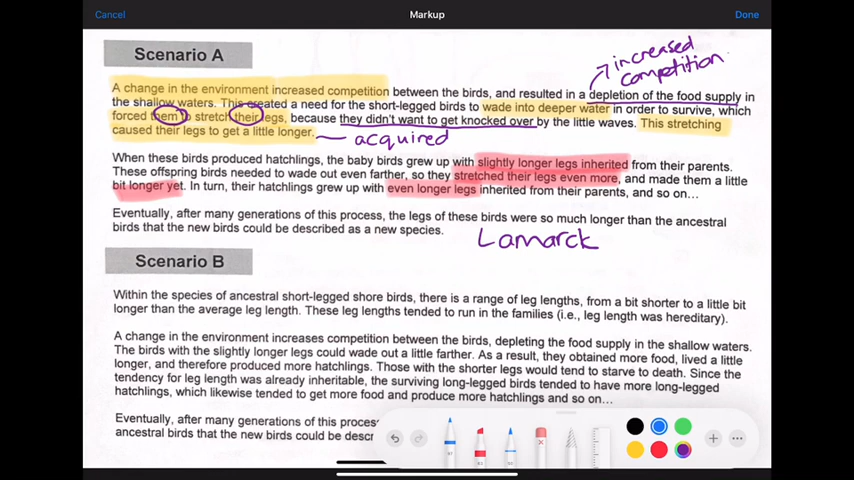 Cancel
Markup
Done
Scenario A
increased
competition
A change in the environment increased competition between the birds, and resulted in a depletion of the food supply in
the shallow waters. This created a need for the short-legged birds to wade into deeper water in order to survive, which
forced them to stretch their legs, because they didn't want to get knocked over by the little waves. This stretching
caused their legs to get a little longer.
acquired
When these birds produced hatchlings, the baby birds grew up with slightly longer legs inherited from their parents.
These offspring birds needed to wade out even farther, so they stretched their legs even more, and made them a little
bit longer yet. In turn, their hatchlings grew up with even longer legs inherited from their parents, and so on...
Eventually, after many generations of this process, the legs of these birds were so much longer than the ancestral
birds that the new birds could be described as a new species.
Lamarck
Scenario B
Within the species of ancestral short-legged shore birds, there is a range of leg lengths, from a bit shorter to a little bit
longer than the average leg length. These leg lengths tended to run in the families (i.e., leg length was hereditary).
A change in the environment increases competition between the birds, depleting the food supply in the shallow waters.
The birds with the slightly longer legs could wade out a little farther. As a result, they obtained more food, lived a little
longer, and therefore produced more hatchlings. Those with the shorter legs would tend to starve to death. Since the
tendency for leg length was already inheritable, the surviving long-legged birds tended to have more long-legged
hatchlings, which likewise tended to get more food and produce more hatchlings and so on...
Eventually, after many generations of this process
ancestral birds that the new birds could be descr